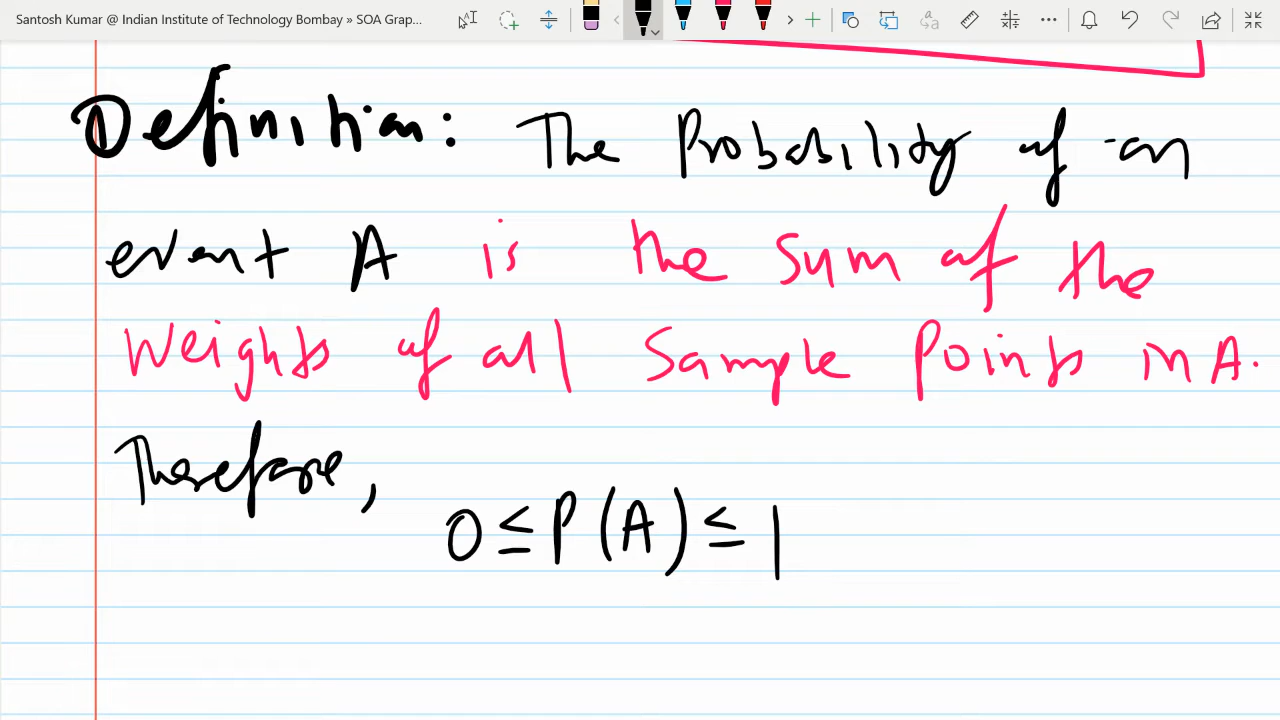 Santosh Kumar @ Indian Institute of Technology Bombay » SOA Grap...
Definition: The Probability of an
event A is the Sum of the
Weights of all Sample Points in A.
Therefore,
0 ≤ P (A) ≤ 1